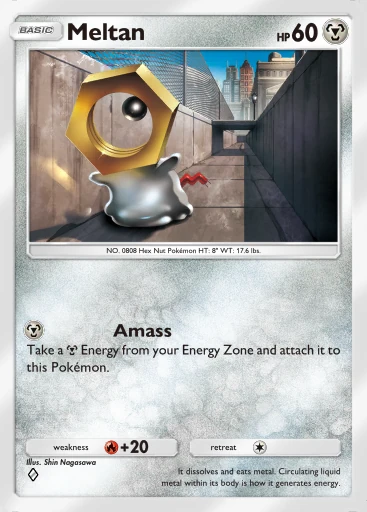 BASIC Meltan HP 60
NO. 0808 Hex Nut Pokémon HT: 8" WT: 17.6 lbs.
Amass
Take a Energy from your Energy Zone and attach it to
this Pokémon.
weakness +20 retreat
Illus. Shin Nagasawa
It dissolves and eats metal. Circulating liquid
metal within its body is how it generates energy.